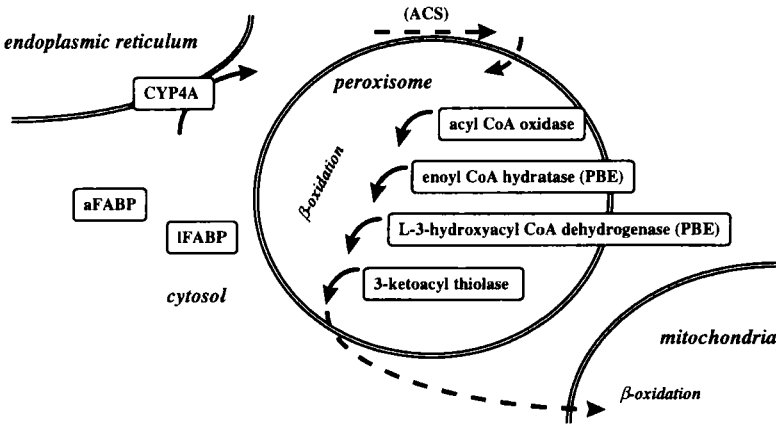 (ACS)
endoplasmic reticulum
CYP4A
peroxisome
acyl CoA oxidase
β-oxidation
enoyl CoA hydratase (PBE)
aFABP
lFABP
L-3-hydroxyacyl CoA dehydrogenase (PBE)
cytosol
3-ketoacyl thiolase
mitochondria
β-oxidation